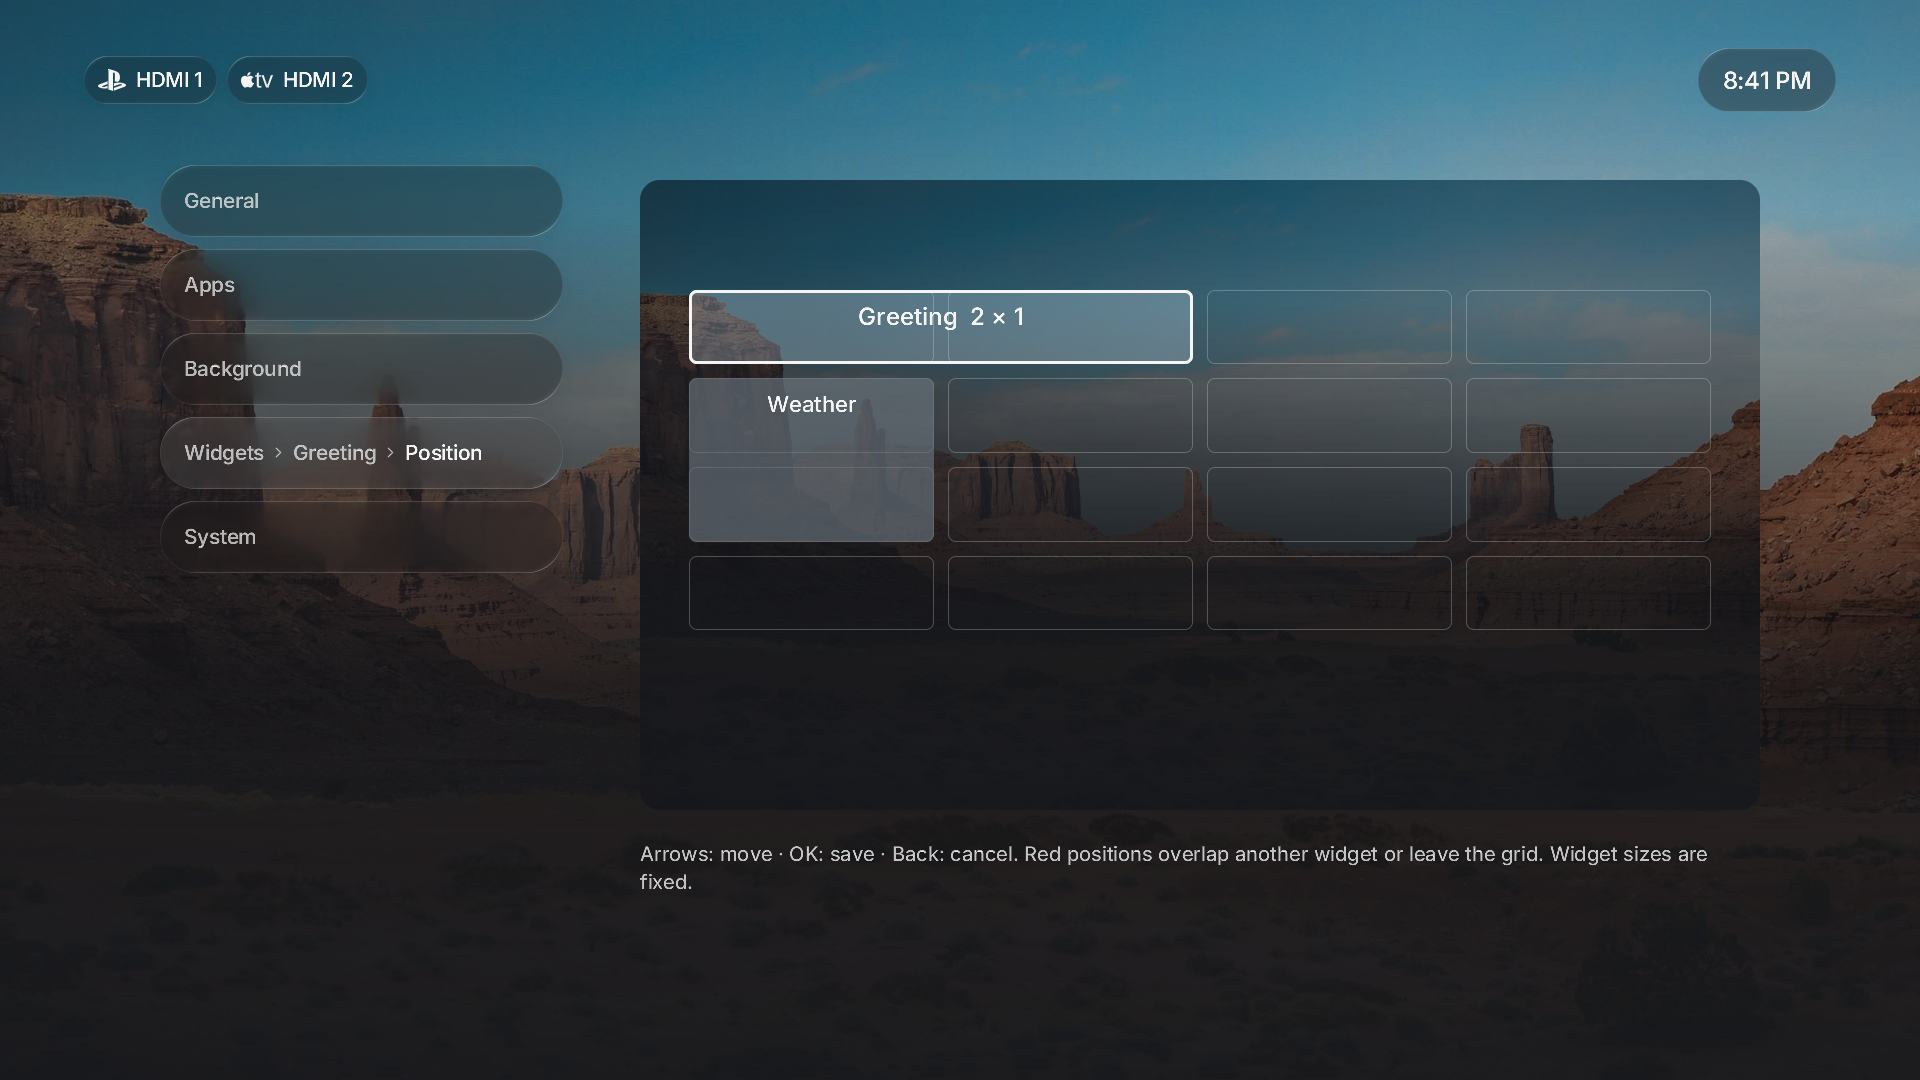 HDMI 1
tv HDMI 2
8:41 PM
General
Apps
Background
Widgets > Greeting > Position
System
Greeting 2 × 1
Weather
Arrows: move · OK: save · Back: cancel. Red positions overlap another widget or leave the grid. Widget sizes are
fixed.